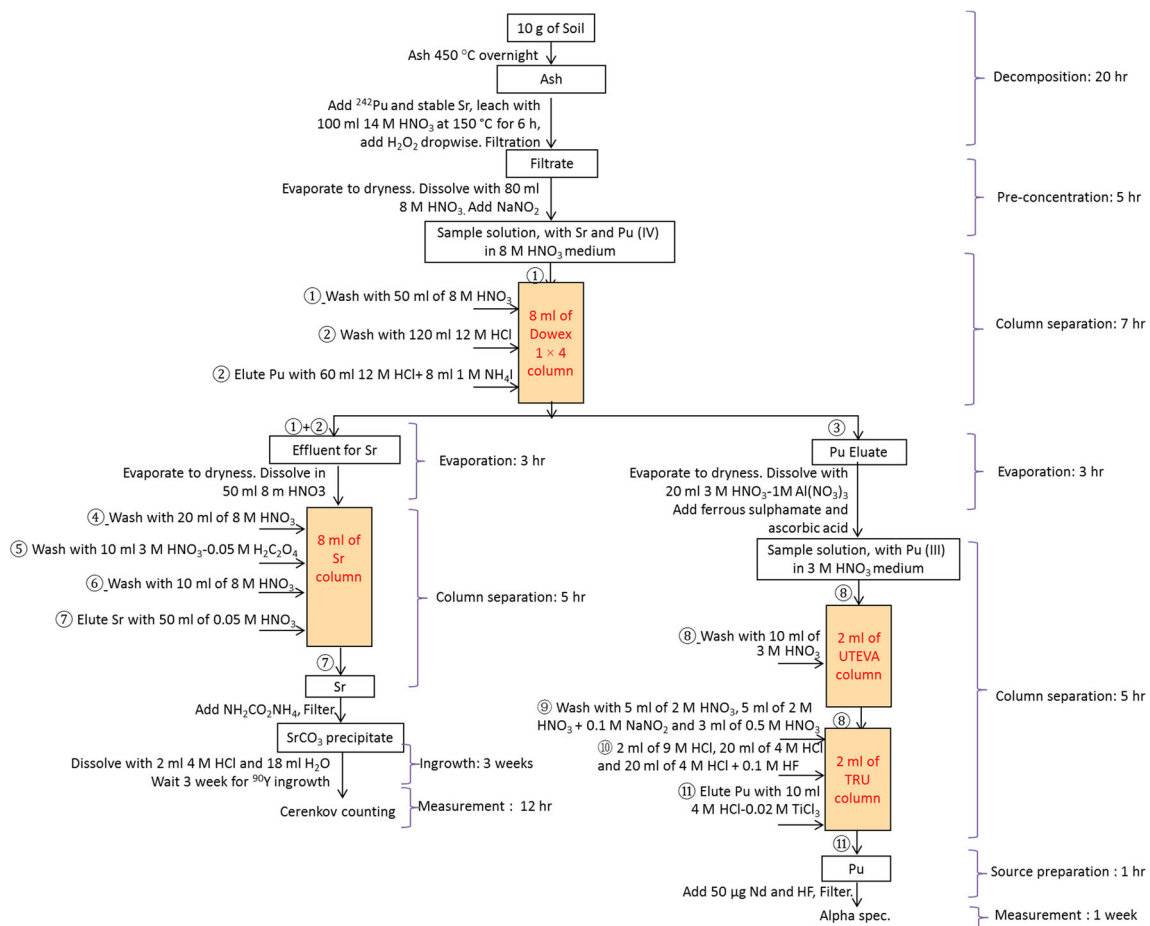 10 g of Soil
Ash 450 °C overnight
Ash
Decomposition: 20 hr
Add ²⁴²Pu and stable Sr, leach with
100 ml 14 M HNO₃ at 150 °C for 6 h,
add H₂O₂ dropwise. Filtration
Filtrate
Evaporate to dryness. Dissolve with 80 ml
8 M HNO₃. Add NaNO₂
Pre-concentration: 5 hr
Sample solution, with Sr and Pu (IV)
in 8 M HNO₃ medium
①
① Wash with 50 ml of 8 M HNO₃
② Wash with 120 ml 12 M HCl
② Elute Pu with 60 ml 12 M HCl+ 8 ml 1 M NH₄I
8 ml of
Dowex
1 × 4
column
Column separation: 7 hr
①+②
Effluent for Sr
Evaporation: 3 hr
Evaporate to dryness. Dissolve in
50 ml 8 m HNO3
④ Wash with 20 ml of 8 M HNO₃
⑤ Wash with 10 ml 3 M HNO₃-0.05 M H₂C₂O₄
⑥ Wash with 10 ml of 8 M HNO₃
⑦ Elute Sr with 50 ml of 0.05 M HNO₃
8 ml of
Sr
column
Column separation: 5 hr
⑦
Sr
Add NH₂CO₂NH₄, Filter
SrCO₃ precipitate
Dissolve with 2 ml 4 M HCl and 18 ml H₂O
Wait 3 week for ⁹⁰Y ingrowth
Ingrowth: 3 weeks
Cerenkov counting
Measurement : 12 hr
③
Pu Eluate
Evaporation: 3 hr
Evaporate to dryness. Dissolve with
20 ml 3 M HNO₃-1M Al(NO₃)₃
Add ferrous sulphamate and
ascorbic acid
Sample solution, with Pu (III)
in 3 M HNO₃ medium
⑧
⑧ Wash with 10 ml of
3 M HNO₃
2 ml of
UTEVA
column
Column separation: 5 hr
⑨ Wash with 5 ml of 2 M HNO₃, 5 ml of 2 M
HNO₃ + 0.1 M NaNO₂ and 3 ml of 0.5 M HNO₃
⑧
⑩ 2 ml of 9 M HCl, 20 ml of 4 M HCl
and 20 ml of 4 M HCl + 0.1 M HF
⑪ Elute Pu with 10 ml
4 M HCl-0.02 M TiCl₃
2 ml of
TRU
column
⑪
Pu
Source preparation : 1 hr
Add 50 µg Nd and HF, Filter.
Alpha spec.
Measurement : 1 week